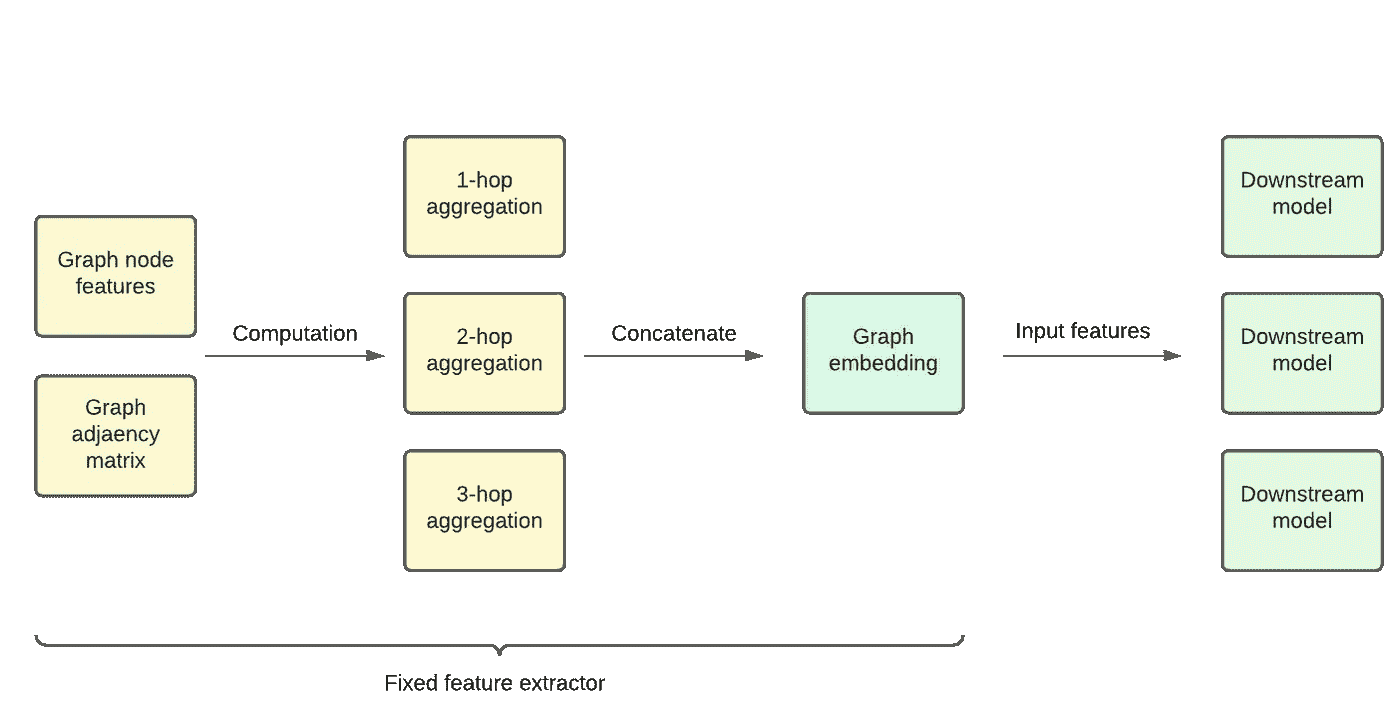 Graph node
features
Graph
adjaency
matrix
Computation
1-hop
aggregation
2-hop
aggregation
3-hop
aggregation
Concatenate
Graph
embedding
Input features
Downstream
model
Downstream
model
Downstream
model
Fixed feature extractor